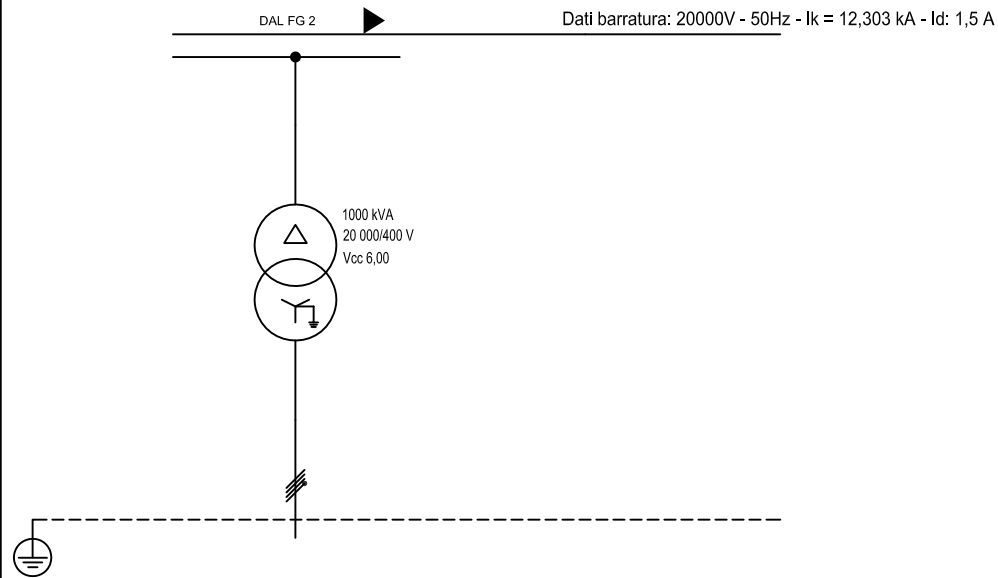 DAL FG 2
Dati barratura: 20000V - 50Hz - Ik = 12,303 kA - Id: 1,5 A
1000 kVA
20 000/400 V
Vcc 6,00